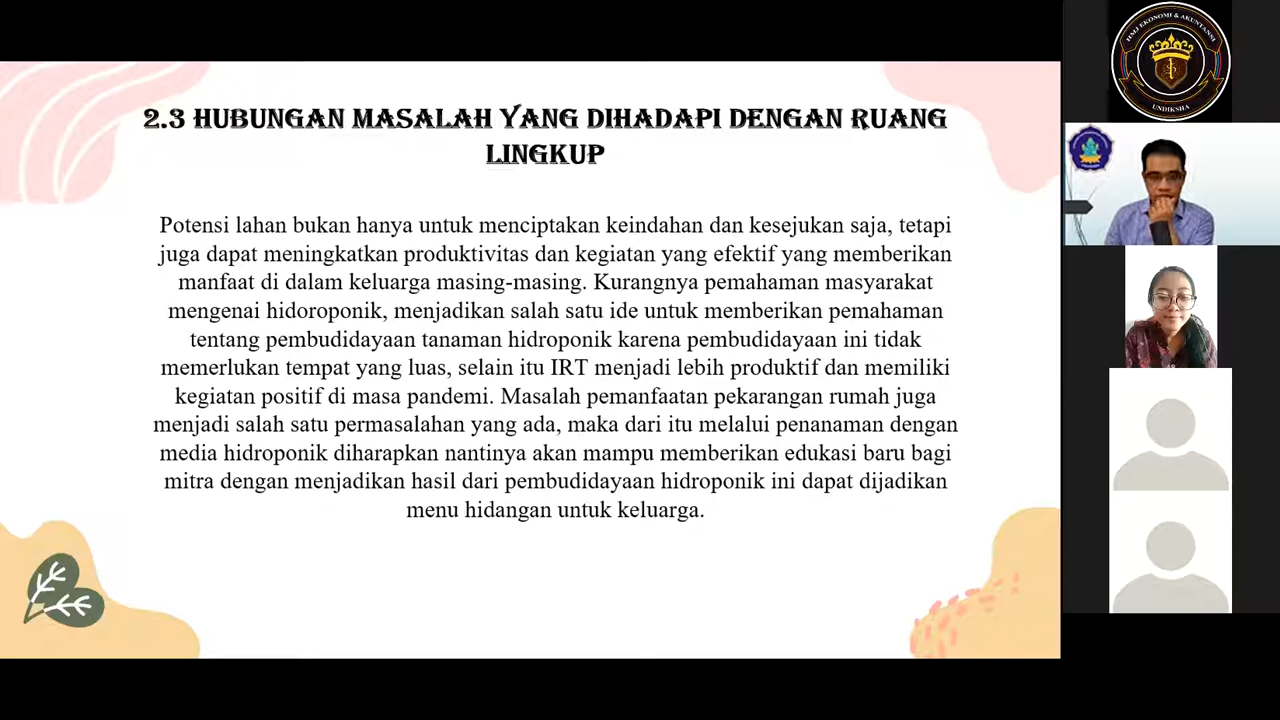 2.3 HUBUNGAN MASALAH YANG DIHADAPI DENGAN RUANG
LINGKUP
Potensi lahan bukan hanya untuk menciptakan keindahan dan kesejukan saja, tetapi
juga dapat meningkatkan produktivitas dan kegiatan yang efektif yang memberikan
manfaat di dalam keluarga masing-masing. Kurangnya pemahaman masyarakat
mengenai hidoroponik, menjadikan salah satu ide untuk memberikan pemahaman
tentang pembudidayaan tanaman hidroponik karena pembudidayaan ini tidak
memerlukan tempat yang luas, selain itu IRT menjadi lebih produktif dan memiliki
kegiatan positif di masa pandemi. Masalah pemanfaatan pekarangan rumah juga
menjadi salah satu permasalahan yang ada, maka dari itu melalui penanaman dengan
media hidroponik diharapkan nantinya akan mampu memberikan edukasi baru bagi
mitra dengan menjadikan hasil dari pembudidayaan hidroponik ini dapat dijadikan
menu hidangan untuk keluarga.
HMJ EKONOMI & AKUNTANSI
UNDIKSHA